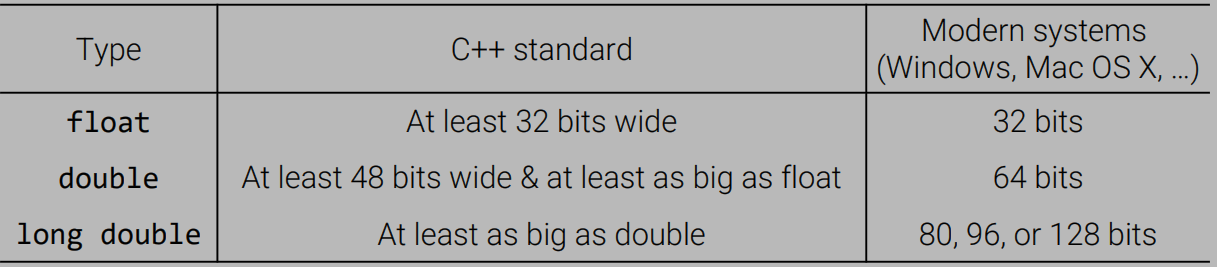 Type C++ standard Modern systems
(Windows, Mac OS X, ...)
float At least 32 bits wide 32 bits
double At least 48 bits wide & at least as big as float 64 bits
long double At least as big as double 80, 96, or 128 bits